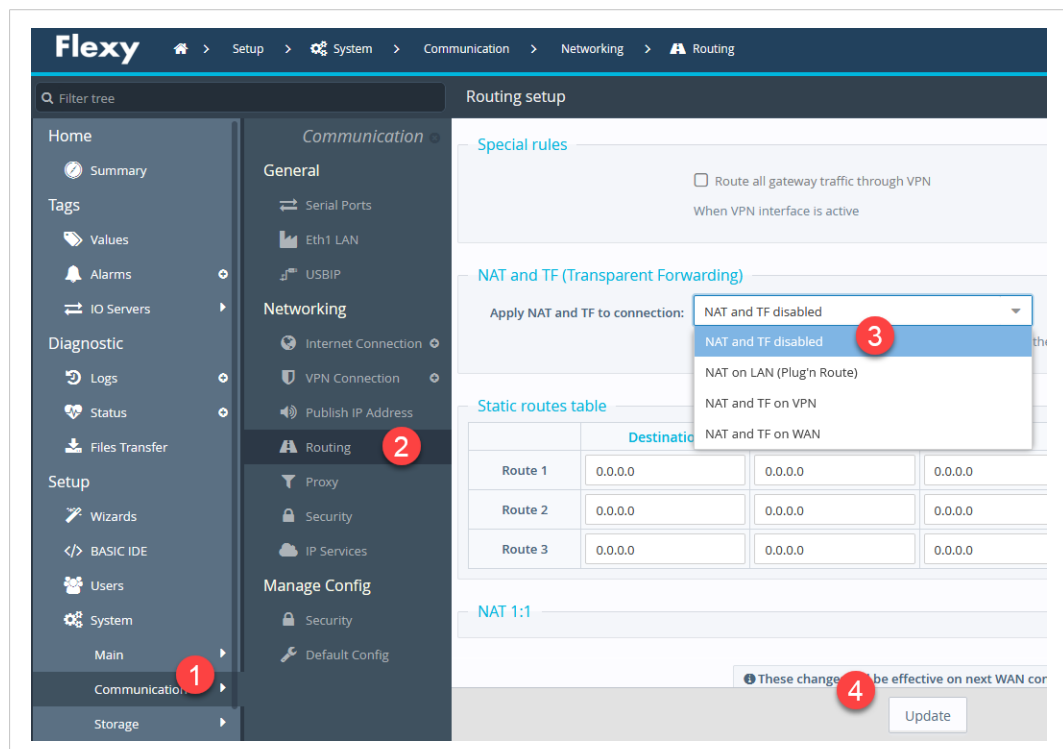 Flexy > Setup > System > Communication > Networking > Routing
Filter tree
Home
Summary
Tags
Values
Alarms
IO Servers
Diagnostic
Logs
Status
Files Transfer
Setup
Wizards
</> BASIC IDE
Users
System
Main
1
Communication
Storage
Communication
General
Serial Ports
Eth1 LAN
USBIP
Networking
Internet Connection
VPN Connection
Publish IP Address
Routing 2
Proxy
Security
IP Services
Manage Config
Security
Default Config
Routing setup
Special rules
Route all gateway traffic through VPN
When VPN interface is active
NAT and TF (Transparent Forwarding)
Apply NAT and TF to connection: NAT and TF disabled
NAT and TF disabled 3
NAT on LAN (Plug'n Route)
NAT and TF on VPN
NAT and TF on WAN
Static routes table
Destinatio
Route 1 0.0.0.0 0.0.0.0 0.0.0.0
Route 2 0.0.0.0 0.0.0.0 0.0.0.0
Route 3 0.0.0.0 0.0.0.0 0.0.0.0
NAT 1:1
These change be effective on next WAN con
4
Update